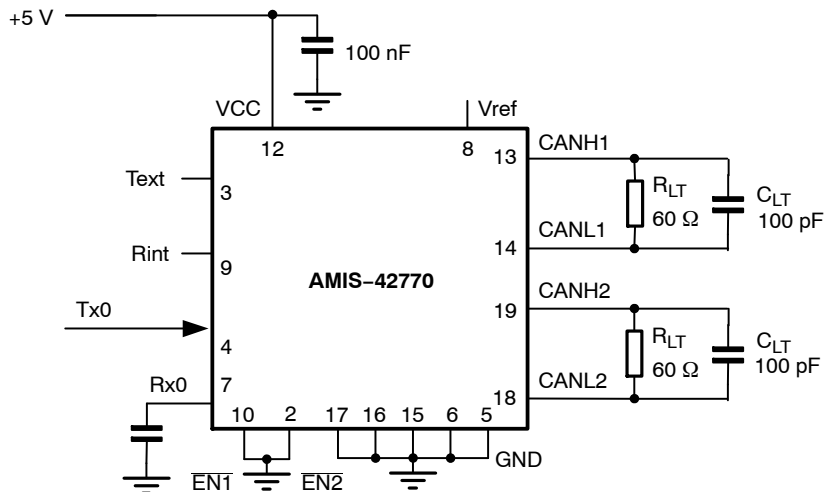 +5 V
100 nF
VCC
Vref
12
8
13
CANH1
Text
3
RLT
60 Ω
CLT
100 pF
Rint
9
14
CANL1
AMIS−42770
Tx0
4
19
CANH2
RLT
60 Ω
CLT
100 pF
Rx0
7
18
CANL2
10
2
17
16
15
6
5
GND
EN1
EN2